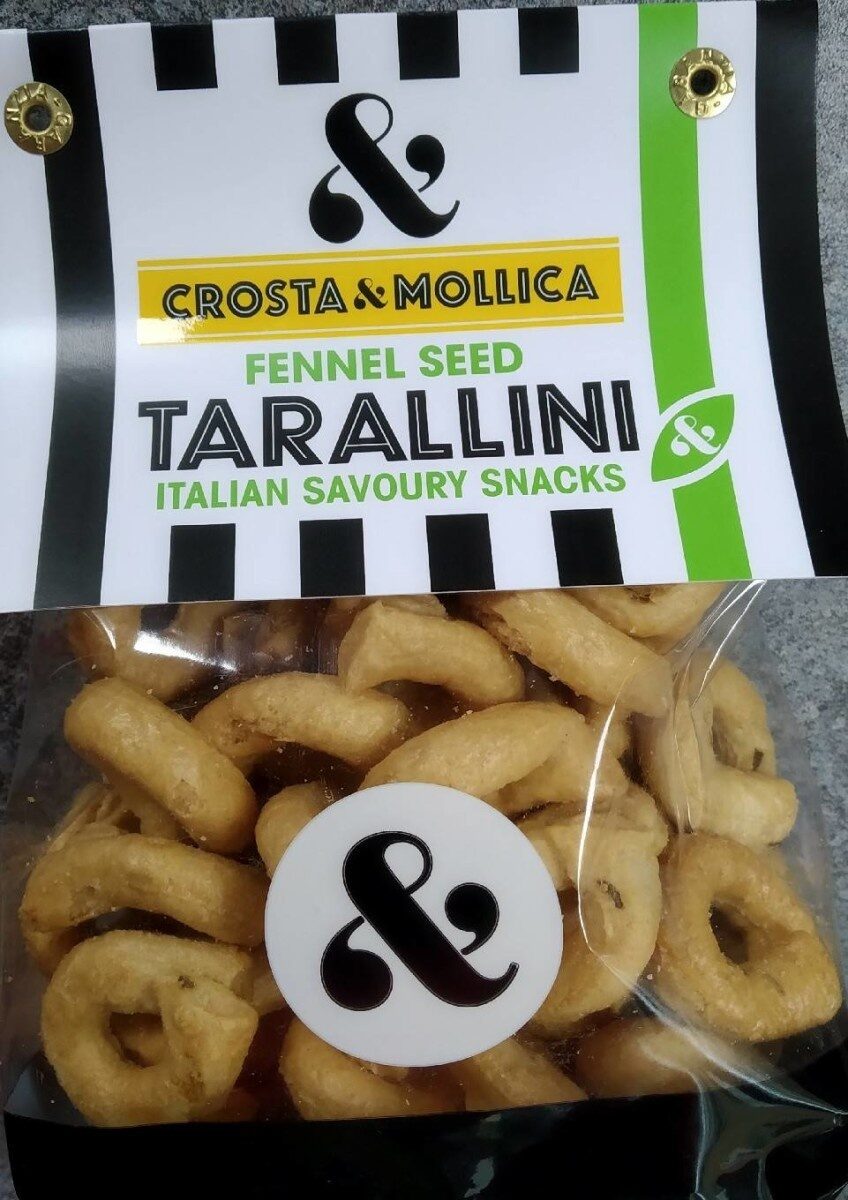 &
CROSTA & MOLLICA
FENNEL SEED
TARALLINI
&
ITALIAN SAVOURY SNACKS
&